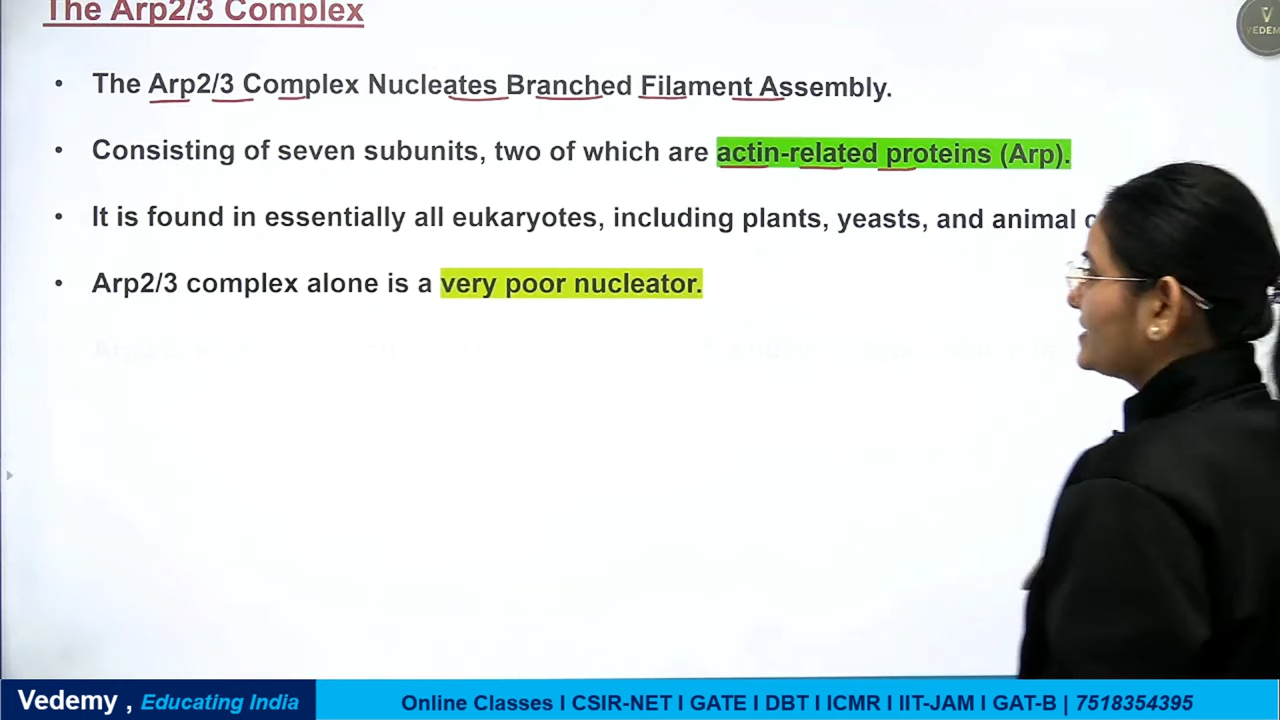 The Arp2/3 Complex
• The Arp2/3 Complex Nucleates Branched Filament Assembly.
• Consisting of seven subunits, two of which are actin-related proteins (Arp).
• It is found in essentially all eukaryotes, including plants, yeasts, and animal
• Arp2/3 complex alone is a very poor nucleator.
Vedemy , Educating India
Online Classes I CSIR-NET I GATE I DBT I ICMR I IIT-JAM I GAT-B | 7518354395